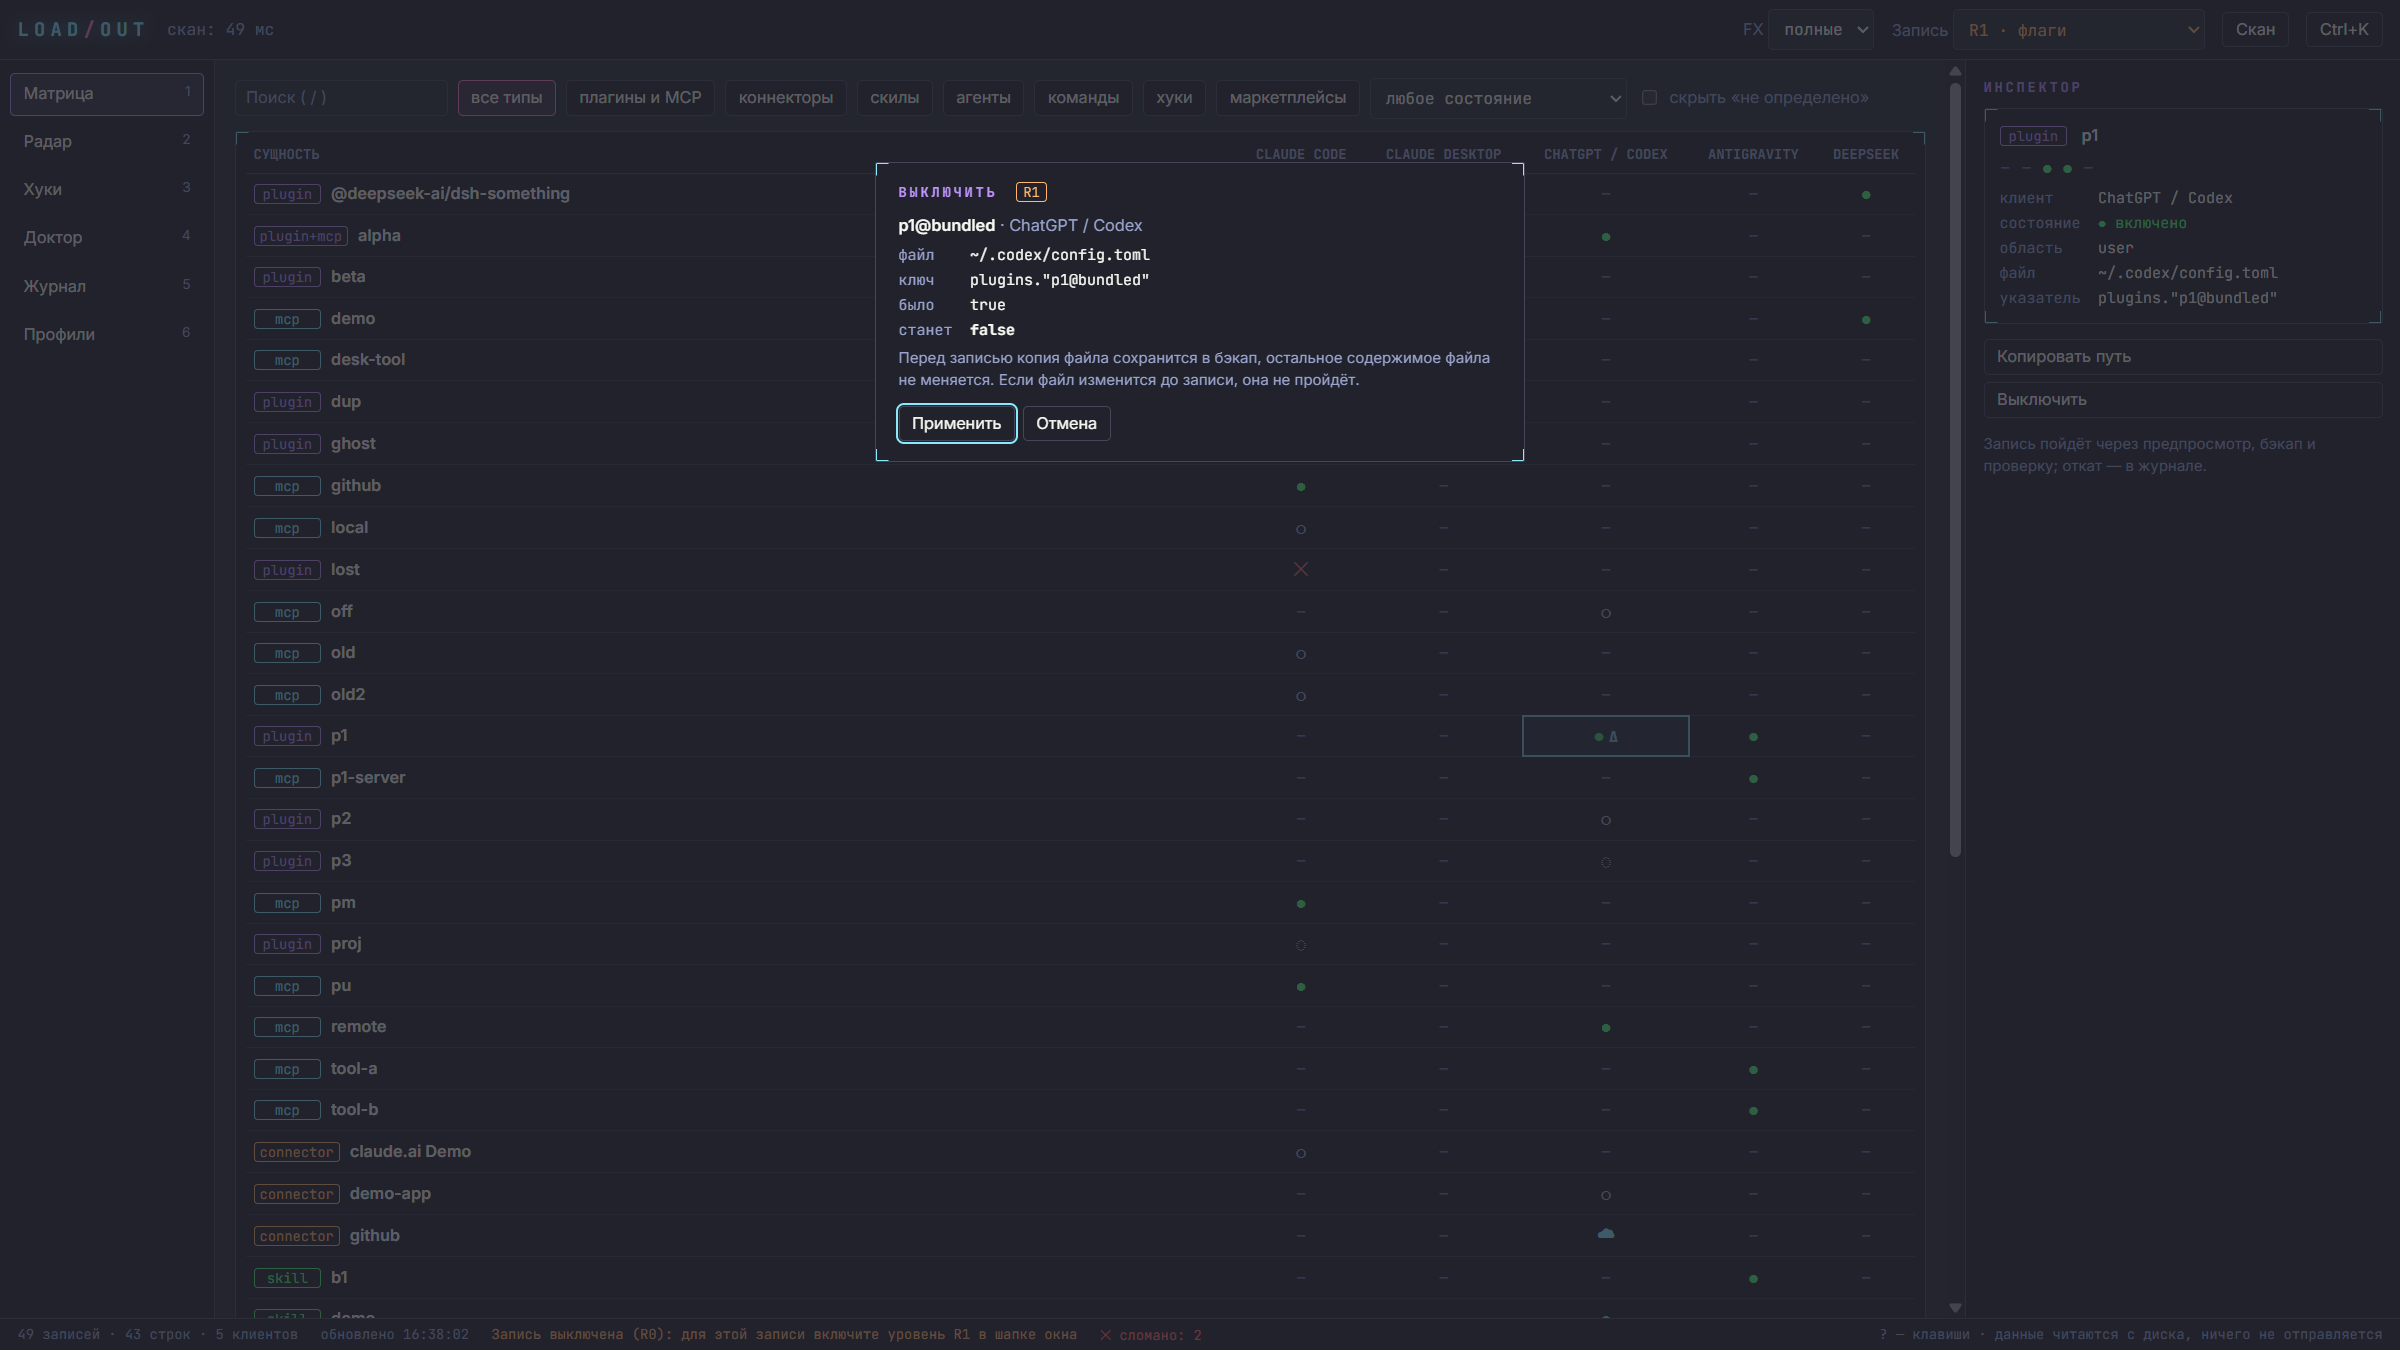 LOAD/OUT скан: 49 мс FX полные Запись R1 · флаги Скан Ctrl+K
Матрица 1
Радар 2
Хуки 3
Доктор 4
Журнал 5
Профили 6
Поиск ( / ) все типы плагины и MCP коннекторы скилы агенты команды хуки маркетплейсы любое состояние скрыть «не определено»
СУЩНОСТЬ CLAUDE CODE CLAUDE DESKTOP CHATGPT / CODEX ANTIGRAVITY DEEPSEEK
plugin @deepseek-ai/dsh-something — — ●
plugin+mcp alpha ● — —
plugin beta — — —
mcp demo — — ●
mcp desk-tool — — —
plugin dup — — —
plugin ghost — — —
mcp github ● — — — —
mcp local ○ — — — —
plugin lost ✕ — — — —
mcp off — — ○ — —
mcp old ○ — — — —
mcp old2 ○ — — — —
plugin p1 — — ● Δ ● —
mcp p1-server — — — ● —
plugin p2 — — ○ — —
plugin p3 — — ◌ — —
mcp pm ● — — — —
plugin proj ◌ — — — —
mcp pu ● — — — —
mcp remote — — ● — —
mcp tool-a — — — ● —
mcp tool-b — — — ● —
connector claude.ai Demo ○ — — — —
connector demo-app — — ○ — —
connector github — — ☁ — —
skill b1 — — — ● —
skill demo
ВЫКЛЮЧИТЬ R1
p1@bundled · ChatGPT / Codex
файл ~/.codex/config.toml
ключ plugins."p1@bundled"
было true
станет false
Перед записью копия файла сохранится в бэкап, остальное содержимое файла
не меняется. Если файл изменится до записи, она не пройдёт.
Применить Отмена
ИНСПЕКТОР
plugin p1
— — ● ● —
клиент ChatGPT / Codex
состояние ● включено
область user
файл ~/.codex/config.toml
указатель plugins."p1@bundled"
Копировать путь
Выключить
Запись пойдёт через предпросмотр, бэкап и
проверку; откат — в журнале.
49 записей · 43 строк · 5 клиентов обновлено 16:38:02 Запись выключена (R0): для этой записи включите уровень R1 в шапке окна ✕ сломано: 2 ? — клавиши · данные читаются с диска, ничего не отправляется